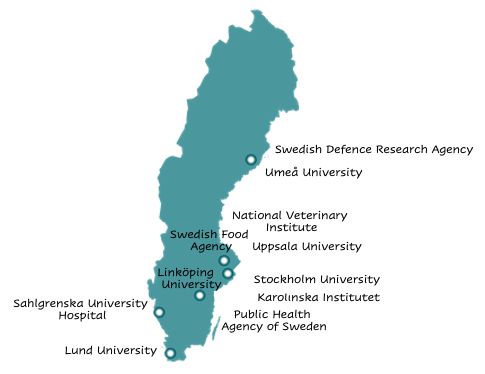 Swedish Defence Research Agency
Umeå University
National Veterinary
Institute
Swedish Food
Agency
Uppsala University
Linköping
University
Stockholm University
Karolinska Institutet
Sahlgrenska University
Hospital
Public Health
Agency of Sweden
Lund University